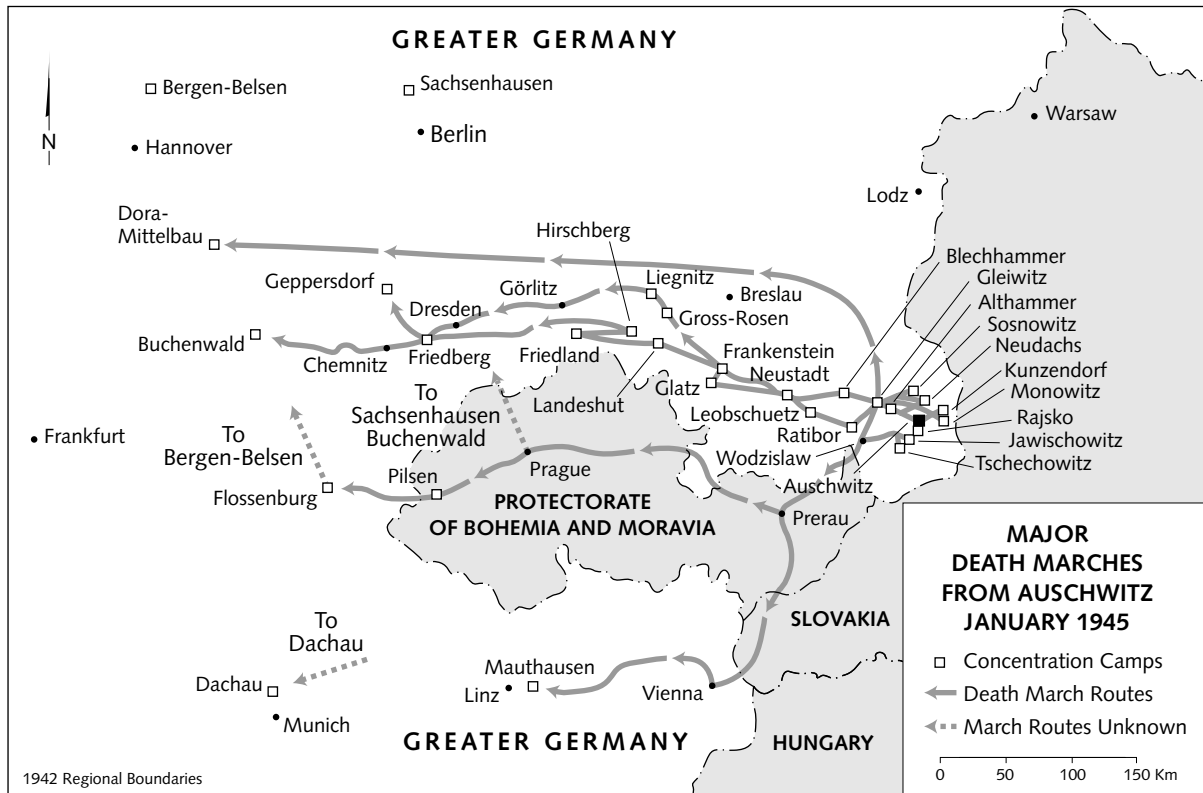 GREATER GERMANY
Bergen-Belsen
Sachsenhausen
N
Hannover
Berlin
Warsaw
Lodz
Dora-
Mittelbau
Hirschberg
Blechhammer
Gleiwitz
Geppersdorf
Görlitz
Liegnitz
Breslau
Althammer
Dresden
Gross-Rosen
Sosnowitz
Buchenwald
Neudachs
Chemnitz
Friedberg
Friedland
Frankenstein
Neustadt
Kunzendorf
Monowitz
To
Sachsenhausen
Buchenwald
Landeshut
Glatz
Leobschuetz
Ratibor
Rajsko
Jawischowitz
Tschechowitz
Frankfurt
To
Bergen-Belsen
Wodzislaw
Prague
Auschwitz
Flossenburg
Pilsen
PROTECTORATE
OF BOHEMIA AND MORAVIA
Prerau
MAJOR
DEATH MARCHES
FROM AUSCHWITZ
JANUARY 1945
Concentration Camps
Death March Routes
March Routes Unknown
0 50 100 150 Km
SLOVAKIA
To
Dachau
Dachau
Munich
Mauthausen
Linz
Vienna
GREATER GERMANY
HUNGARY
1942 Regional Boundaries